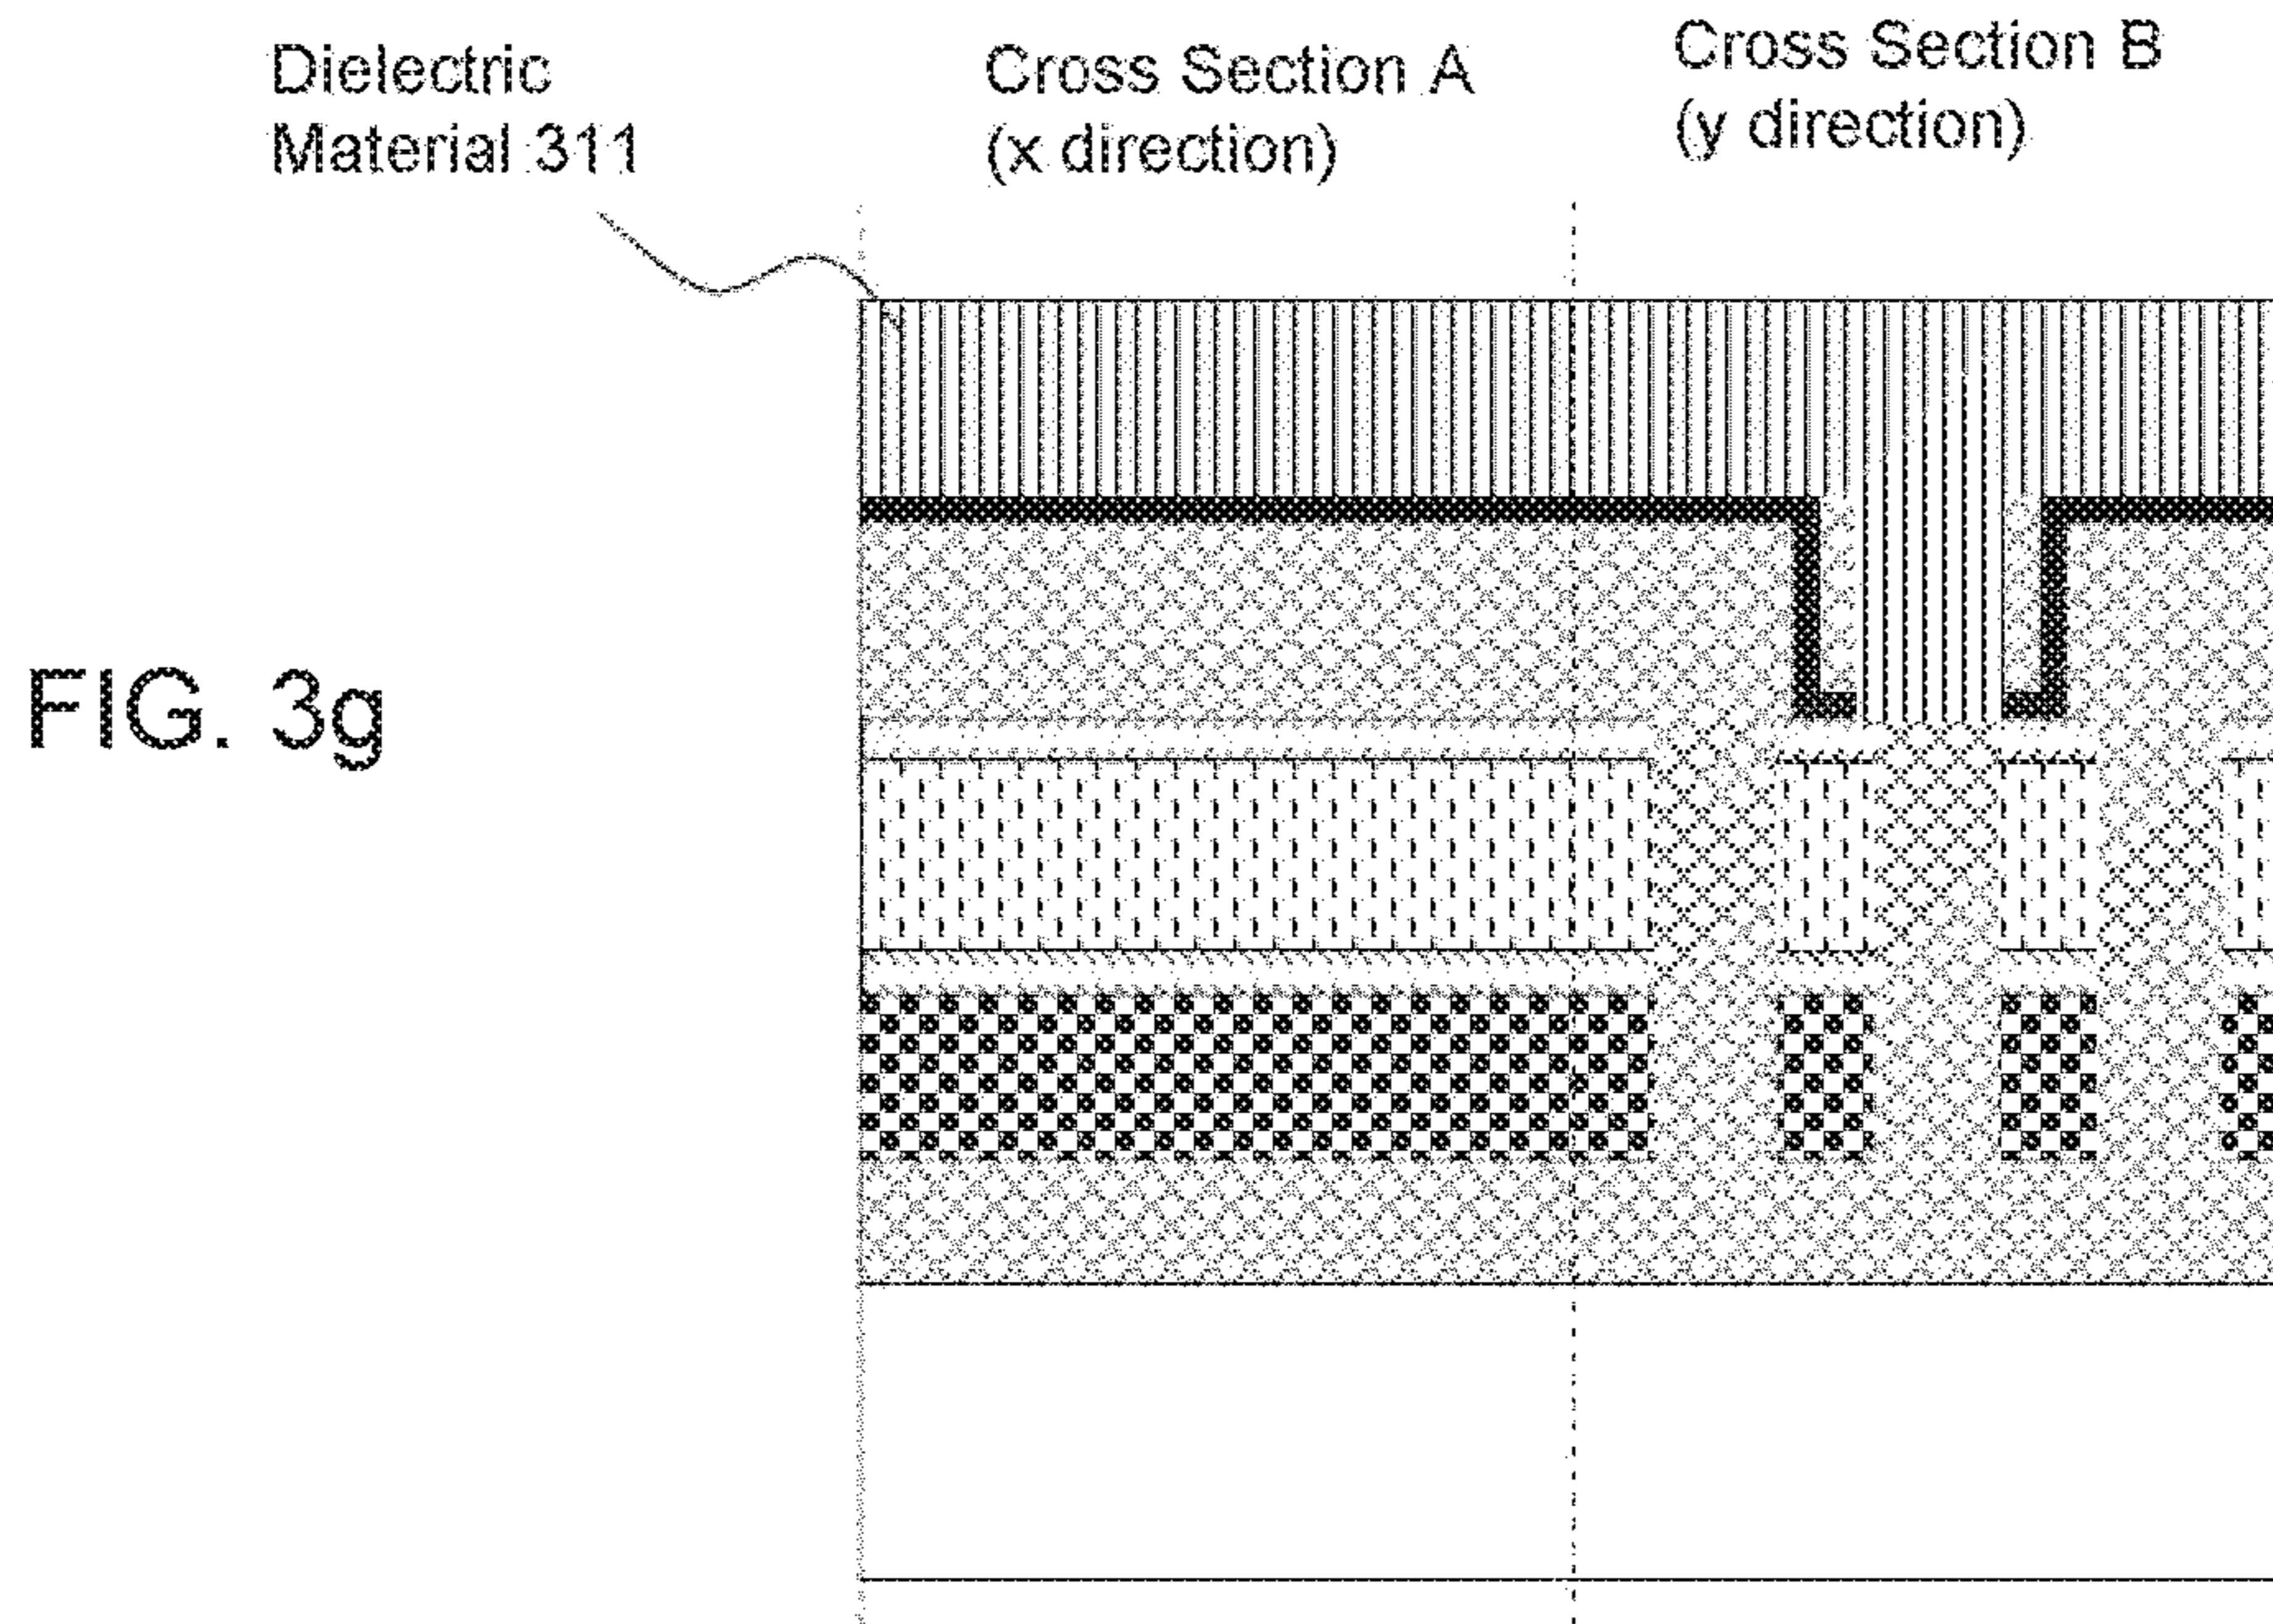 Dielectric
Material 311
Cross Section A
(x direction)
Cross Section B
(y direction)
FIG. 3g